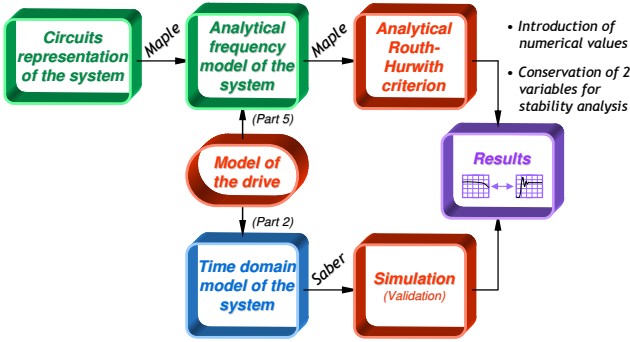 Circuits
representation
of the system
Maple
Analytical
frequency
model of the
system
Maple
Analytical
Routh-
Hurwith
criterion
• Introduction of
numerical values
• Conservation of 2
variables for
stability analysis
(Part 5)
Model of
the drive
(Part 2)
Results
Time domain
model of the
system
Saber
Simulation
(Validation)